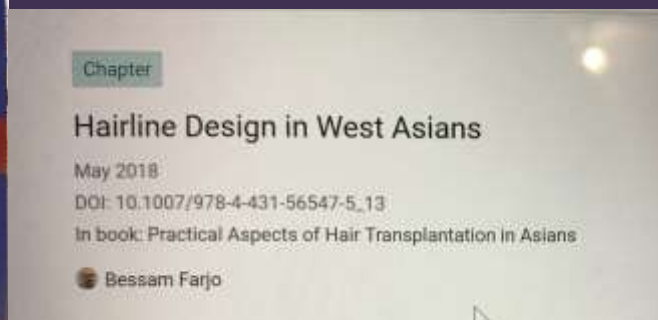 Chapter
Hairline Design in West Asians
May 2018
DOI: 10.1007/978-4-431-56547-5_13
In book: Practical Aspects of Hair Transplantation in Asians
Bessam Farjo